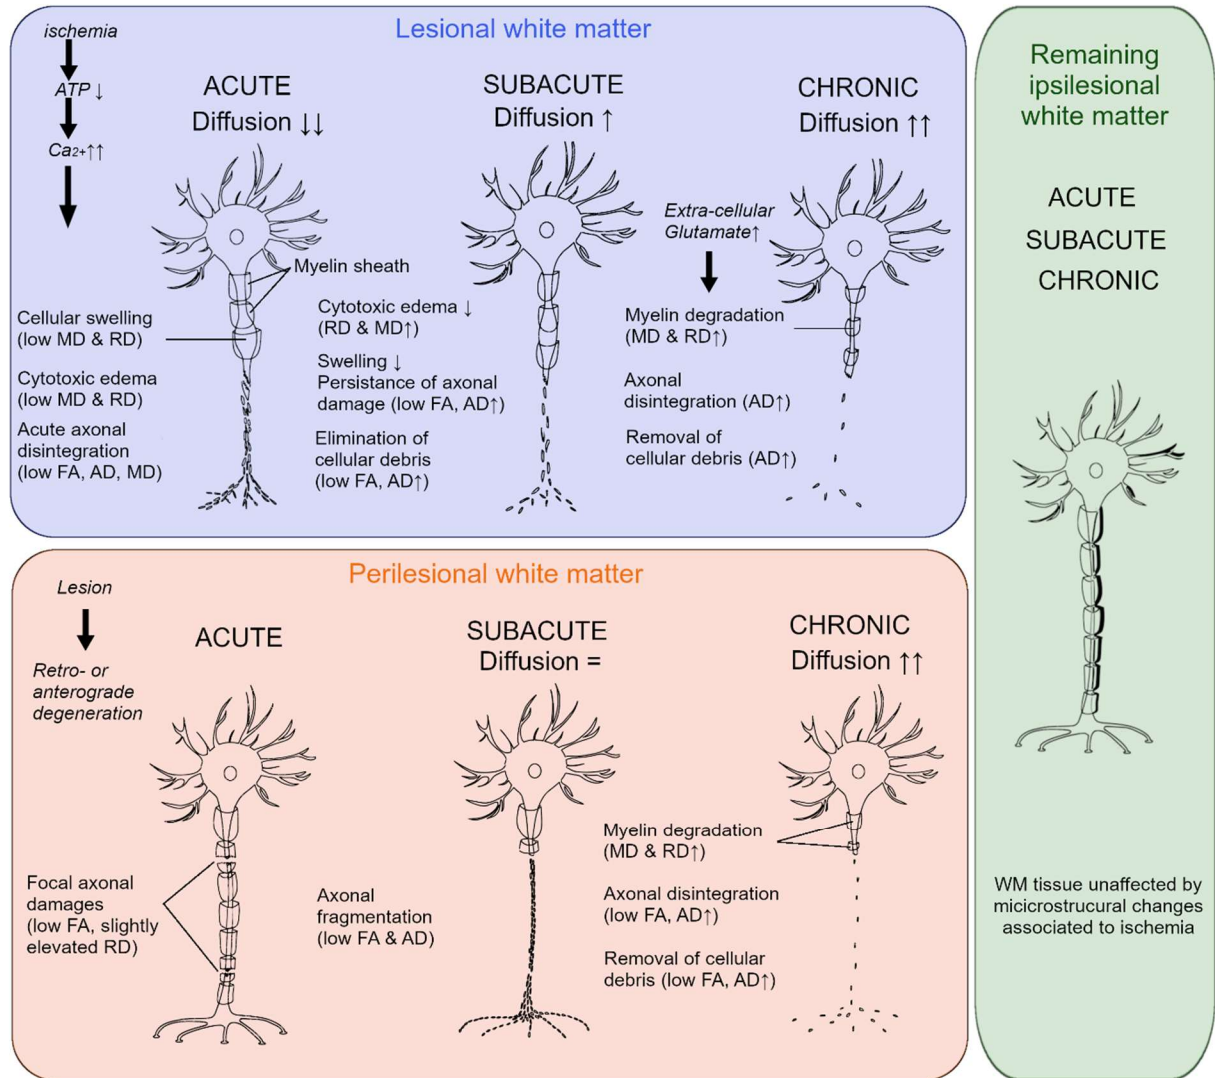 Lesional white matter
ischemia
ATP ↓
Ca2+↑↑
ACUTE
Diffusion ↓↓
Myelin sheath
Cellular swelling
(low MD & RD)
Cytotoxic edema
(low MD & RD)
Acute axonal
disintegration
(low FA, AD, MD)
SUBACUTE
Diffusion ↑
Cytotoxic edema ↓
(RD & MD↑)
Swelling ↓
Persistance of axonal
damage (low FA, AD↑)
Elimination of
cellular debris
(low FA, AD↑)
CHRONIC
Diffusion ↑↑
Extra-cellular
Glutamate↑
Myelin degradation
(MD & RD↑)
Axonal
disintegration (AD↑)
Removal of
cellular debris (AD↑)
Perilesional white matter
Lesion
Retro- or
anterograde
degeneration
ACUTE
Focal axonal
damages
(low FA, slightly
elevated RD)
SUBACUTE
Diffusion =
Axonal
fragmentation
(low FA & AD)
CHRONIC
Diffusion ↑↑
Myelin degradation
(MD & RD↑)
Axonal disintegration
(low FA, AD↑)
Removal of cellular
debris (low FA, AD↑)
Remaining
ipsilesional
white matter
ACUTE
SUBACUTE
CHRONIC
WM tissue unaffected by
micicrostrucural changes
associated to ischemia